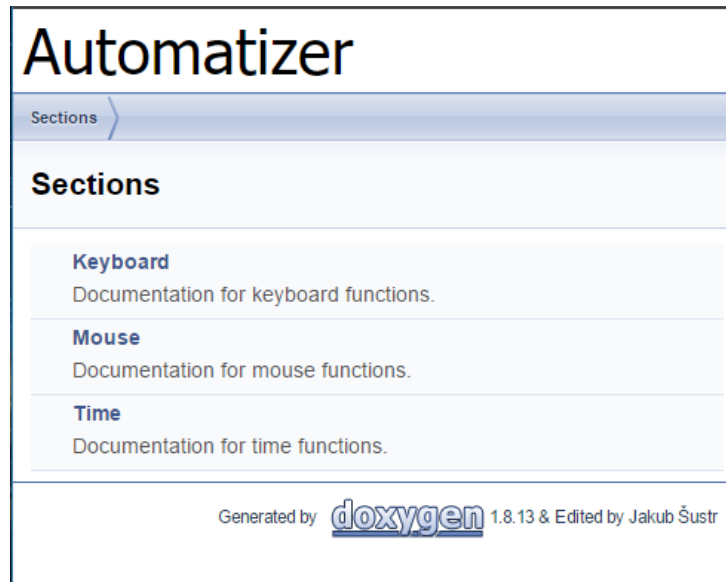 Automatizer
Sections
Sections
Keyboard
Documentation for keyboard functions.
Mouse
Documentation for mouse functions.
Time
Documentation for time functions.
Generated by doxygen 1.8.13 & Edited by Jakub Šustr